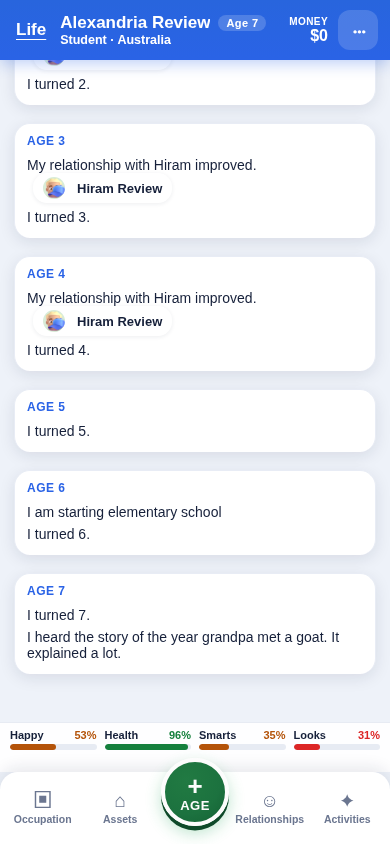 Life
Alexandria Review Age 7
Student · Australia
MONEY
$0
I turned 2.
AGE 3
My relationship with Hiram improved.
Hiram Review
I turned 3.
AGE 4
My relationship with Hiram improved.
Hiram Review
I turned 4.
AGE 5
I turned 5.
AGE 6
I am starting elementary school
I turned 6.
AGE 7
I turned 7.
I heard the story of the year grandpa met a goat. It
explained a lot.
Happy 53% Health 96% Smarts 35% Looks 31%
+
AGE
Occupation Assets Relationships Activities